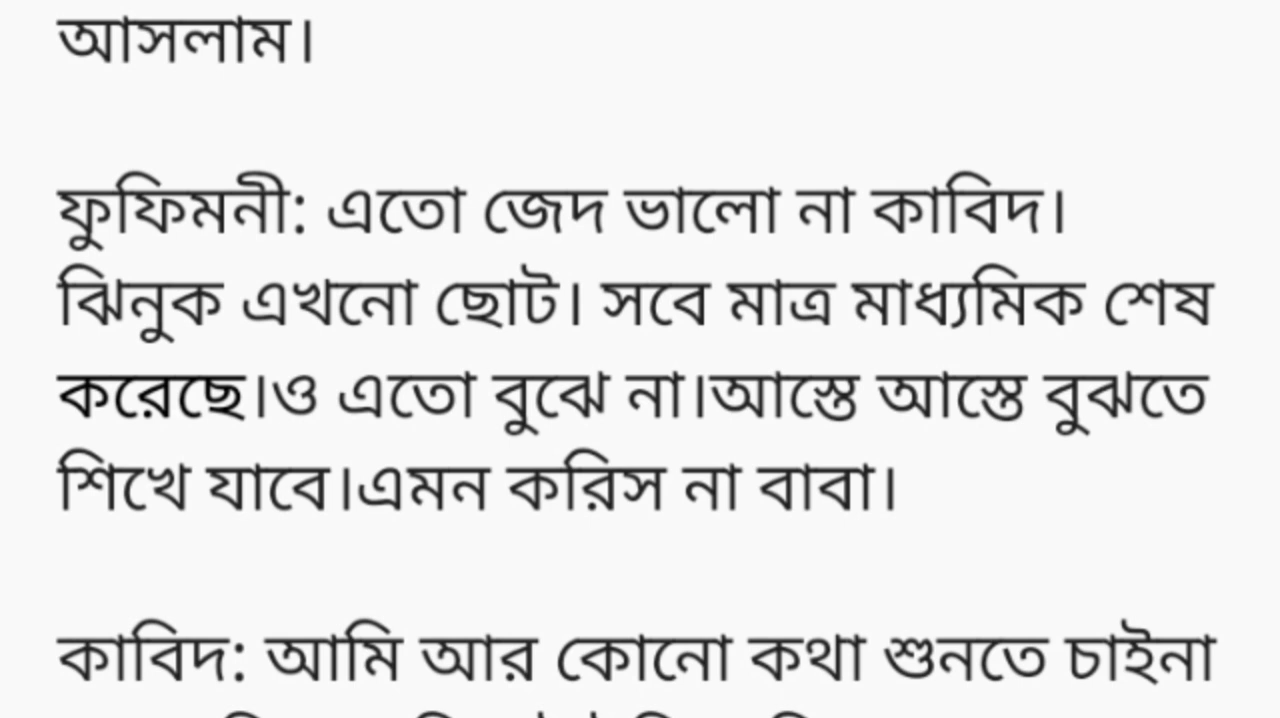 আসলাম।
ফুফিমনী: এতো জেদ ভালো না কাবিদ।
ঝিনুক এখনো ছোট। সবে মাত্র মাধ্যমিক শেষ
করেছে।ও এতো বুঝে না।আস্তে আস্তে বুঝতে
শিখে যাবে।এমন করিস না বাবা।
কাবিদ: আমি আর কোনো কথা শুনতে চাইনা